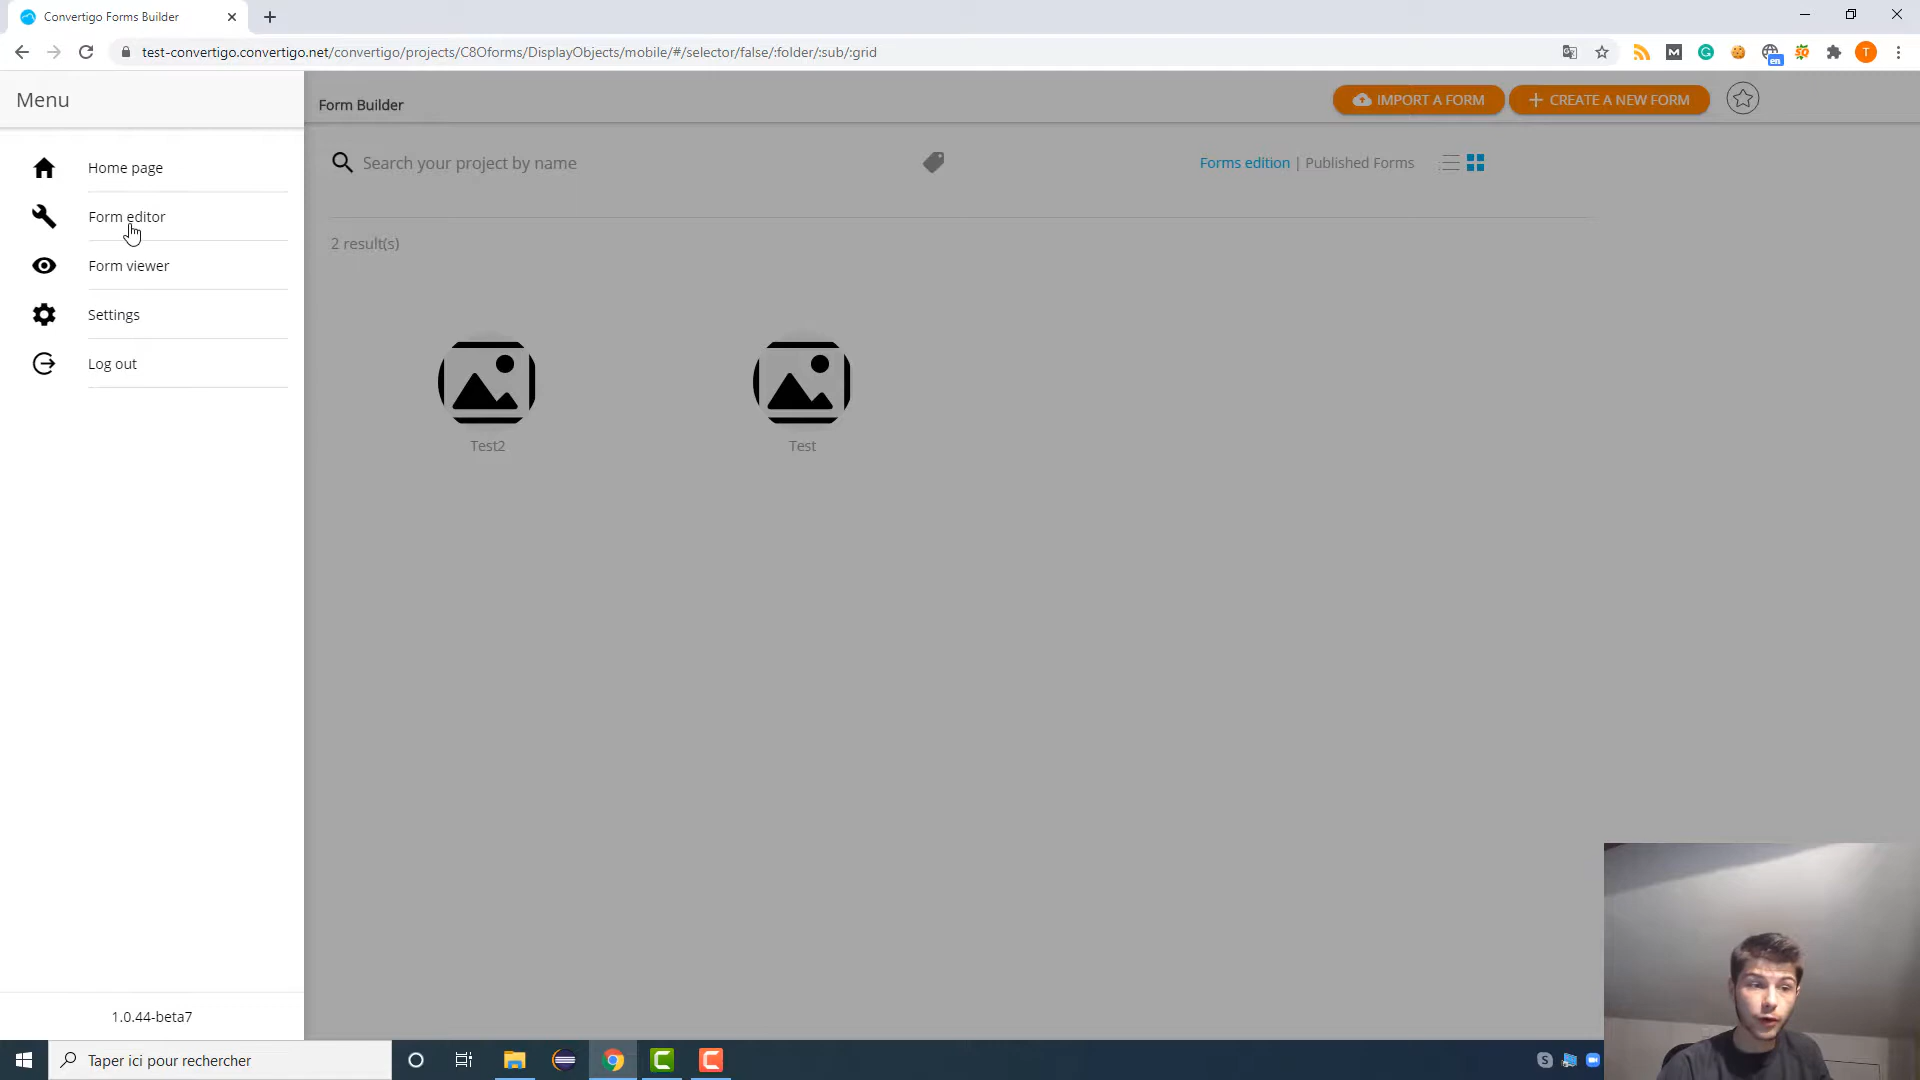 Convertigo Forms Builder
test-convertigo.convertigo.net/convertigo/projects/C8Oforms/DisplayObjects/mobile/#/selector/false/:folder/:sub/:grid
M
G
en
T
Menu
Form Builder
IMPORT A FORM
CREATE A NEW FORM
Home page
Search your project by name
Forms edition | Published Forms
Form editor
2 result(s)
Form viewer
Settings
Log out
Test2
Test
1.0.44-beta7
Taper ici pour rechercher